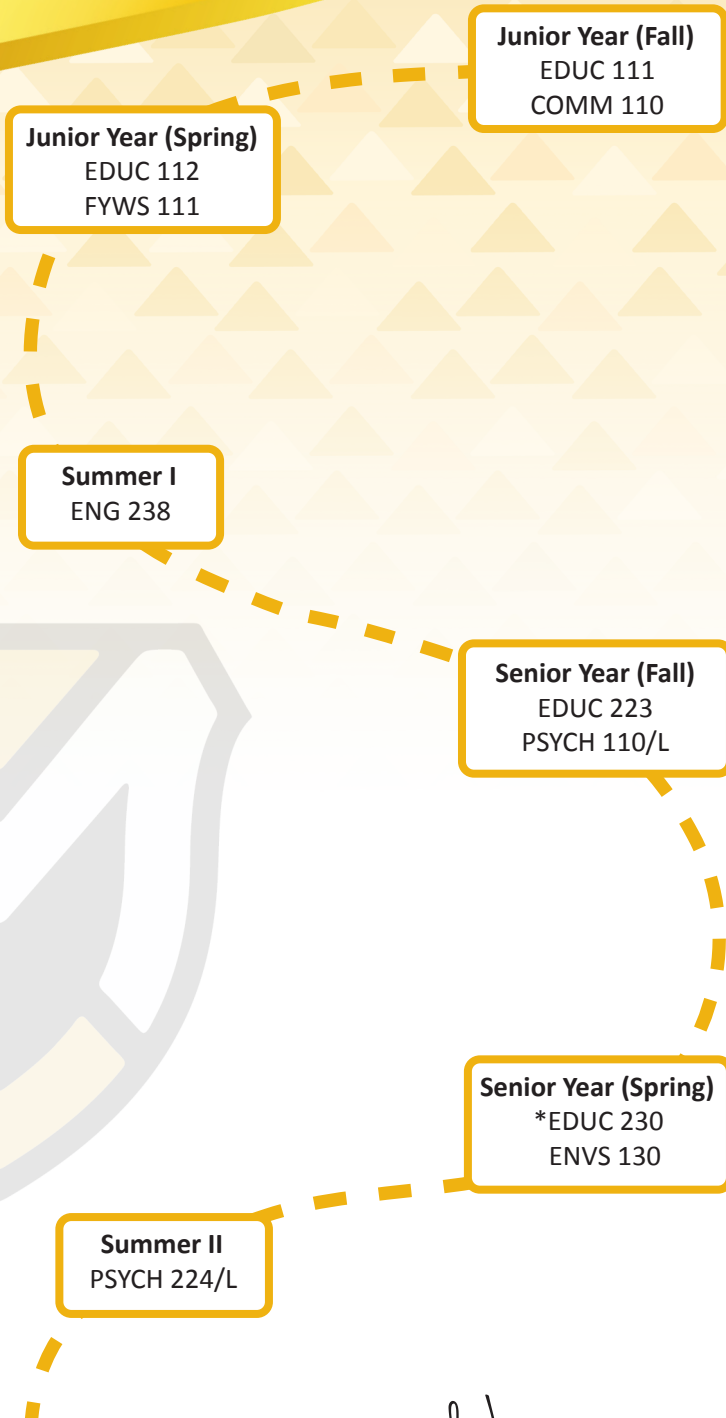 Junior Year (Fall)
EDUC 111
COMM 110
Junior Year (Spring)
EDUC 112
FYWS 111
Summer I
ENG 238
Senior Year (Fall)
EDUC 223
PSYCH 110/L
Senior Year (Spring)
*EDUC 230
ENVS 130
Summer II
PSYCH 224/L